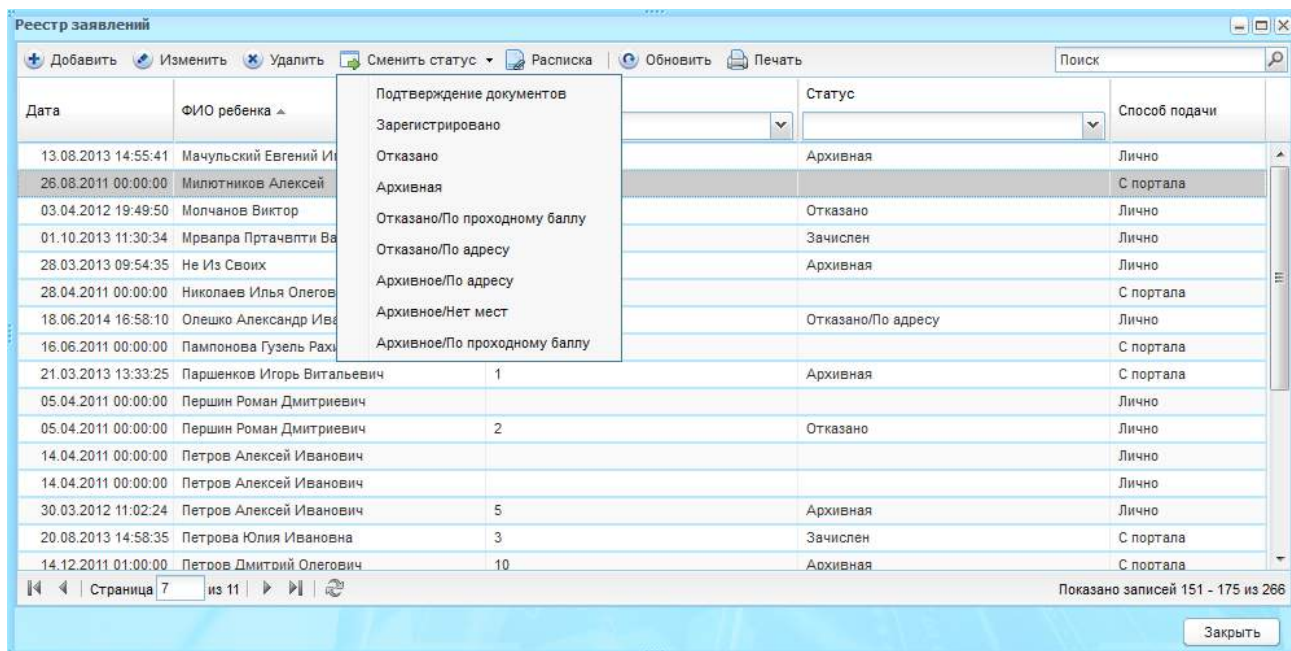 Реестр заявлений
Добавить Изменить Удалить Сменить статус Расписка Обновить Печать Поиск
Дата ФИО ребенка Статус Способ подачи
Подтверждение документов
Зарегистрировано
Отказано
Архивная
Отказано/По проходному баллу
Отказано/По адресу
Архивное/По адресу
Архивное/Нет мест
Архивное/По проходному баллу
13.08.2013 14:55:41 Мачульский Евгений Архивная Лично
26.08.2011 00:00:00 Милютников Алексей С портала
03.04.2012 19:49:50 Молчанов Виктор Отказано Лично
01.10.2013 11:30:34 Мрвапра Пртачвпти Ва Зачислен Лично
28.03.2013 09:54:35 Не Из Своих Архивная Лично
28.04.2011 00:00:00 Николаев Илья Олегов С портала
18.06.2014 16:58:10 Олешко Александр Ива Отказано/По адресу Лично
16.06.2011 00:00:00 Пампонова Гузель Рах С портала
21.03.2013 13:33:25 Паршенков Игорь Витальевич 1 Архивная С портала
05.04.2011 00:00:00 Першин Роман Дмитриевич Лично
05.04.2011 00:00:00 Першин Роман Дмитриевич 2 Отказано Лично
14.04.2011 00:00:00 Петров Алексей Иванович Лично
14.04.2011 00:00:00 Петров Алексей Иванович Лично
30.03.2012 11:02:24 Петров Алексей Иванович 5 Архивная Лично
20.08.2013 14:58:35 Петрова Юлия Ивановна 3 Зачислен С портала
14.12.2011 01:00:00 Петров Дмитрий Олегович 10 Архивная С портала
Страница 7 из 11 Показано записей 151 - 175 из 266
Закрыть